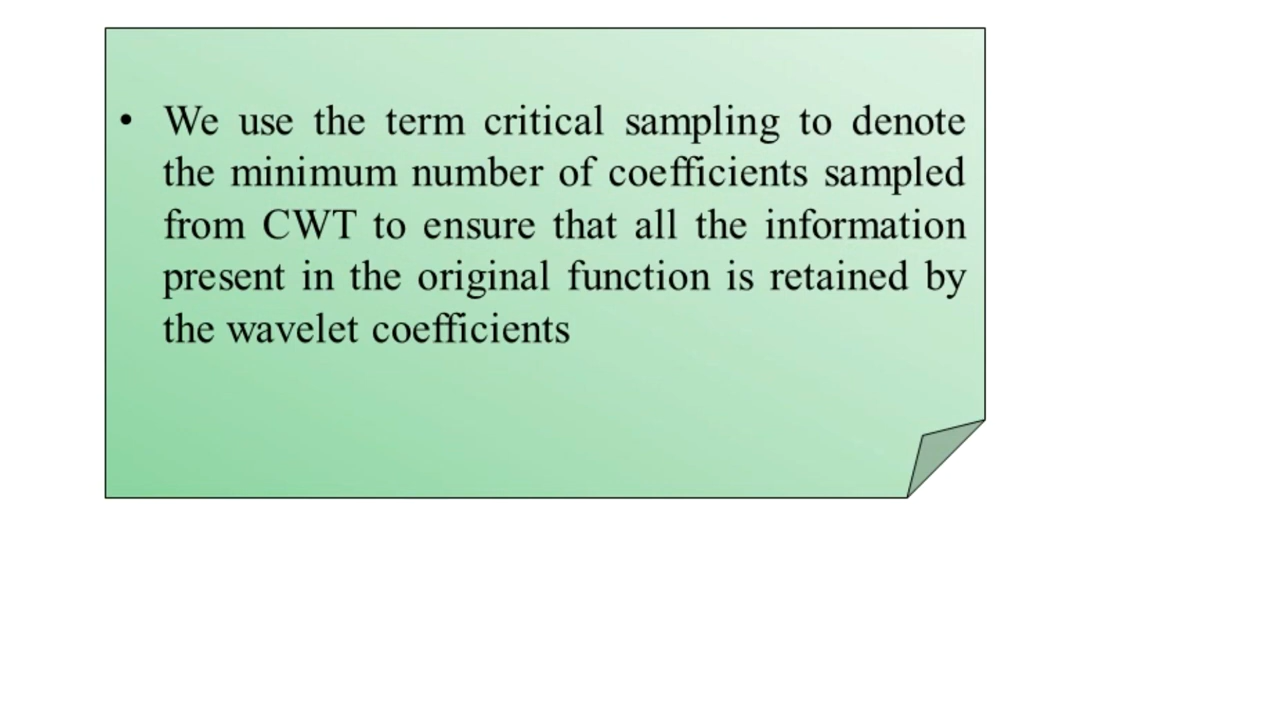 • We use the term critical sampling to denote
the minimum number of coefficients sampled
from CWT to ensure that all the information
present in the original function is retained by
the wavelet coefficients